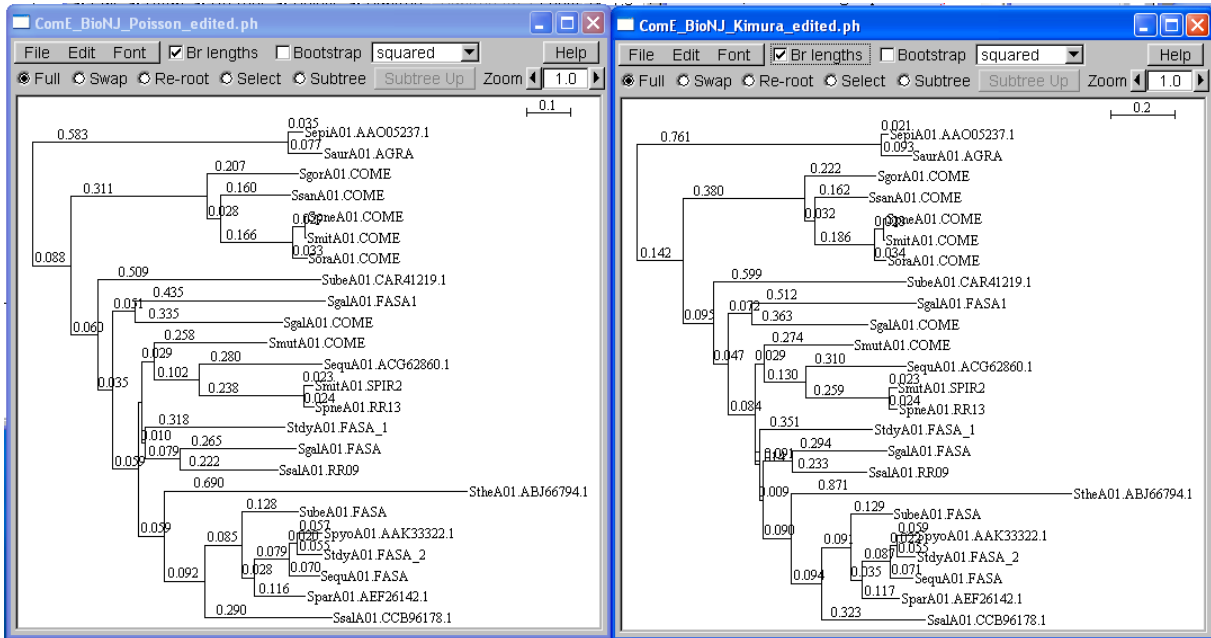 ComE_BioNJ_Poisson_edited.ph
File Edit Font Br lengths Bootstrap squared Help
Full Swap Re-root Select Subtree Subtree Up Zoom 1.0
0.1
0.035
0.583 SepiA01.AAO05237.1
0.077
SaurA01.AGRA
0.207
SgorA01.COME
0.311 0.160
SsanA01.COME
0.028
SpneA01.COME
0.166 SmitA01.COME
0.033
0.088 SoraA01.COME
0.509
SubeA01.CAR41219.1
0.435
0.051 SgalA01.FASA1
0.335
0.060 SgalA01.COME
0.258
SmutA01.COME
0.029 0.280
SequA01.ACG62860.1
0.102 0.023
0.035 0.238 SmitA01.SPIR2
0.024
SpneA01.RR13
0.318
StdyA01.FASA_1
0.010 0.265
0.079 SgalA01.FASA
0.059 0.222
SsalA01.RR09
0.690
StheA01.ABJ66794.1
0.128
SubeA01.FASA
0.059 0.057
0.020 SpyoA01.AAK33322.1
0.085 0.055
0.079 StdyA01.FASA_2
0.070
0.092 0.028 SequA01.FASA
0.116
SparA01.AEF26142.1
0.290
SsalA01.CCB96178.1
ComE_BioNJ_Kimura_edited.ph
File Edit Font Br lengths Bootstrap squared Help
Full Swap Re-root Select Subtree Subtree Up Zoom 1.0
0.2
0.021
0.761 SepiA01.AAO05237.1
0.093
SaurA01.AGRA
0.222
SgorA01.COME
0.380 0.162
SsanA01.COME
0.032
SpneA01.COME
0.186 SmitA01.COME
0.034
0.142 SoraA01.COME
0.599
SubeA01.CAR41219.1
0.512
0.072 SgalA01.FASA1
0.095 0.363
SgalA01.COME
0.274
SmutA01.COME
0.047 0.029 0.310
SequA01.ACG62860.1
0.130 0.023
0.259 SmitA01.SPIR2
0.024
0.084 SpneA01.RR13
0.351
StdyA01.FASA_1
0.294
0.091 SgalA01.FASA
0.233
SsalA01.RR09
0.009 0.871
StheA01.ABJ66794.1
0.129
SubeA01.FASA
0.090 0.059
0.022 SpyoA01.AAK33322.1
0.091 0.055
0.087 StdyA01.FASA_2
0.071
0.094 0.035 SequA01.FASA
0.117
SparA01.AEF26142.1
0.323
SsalA01.CCB96178.1